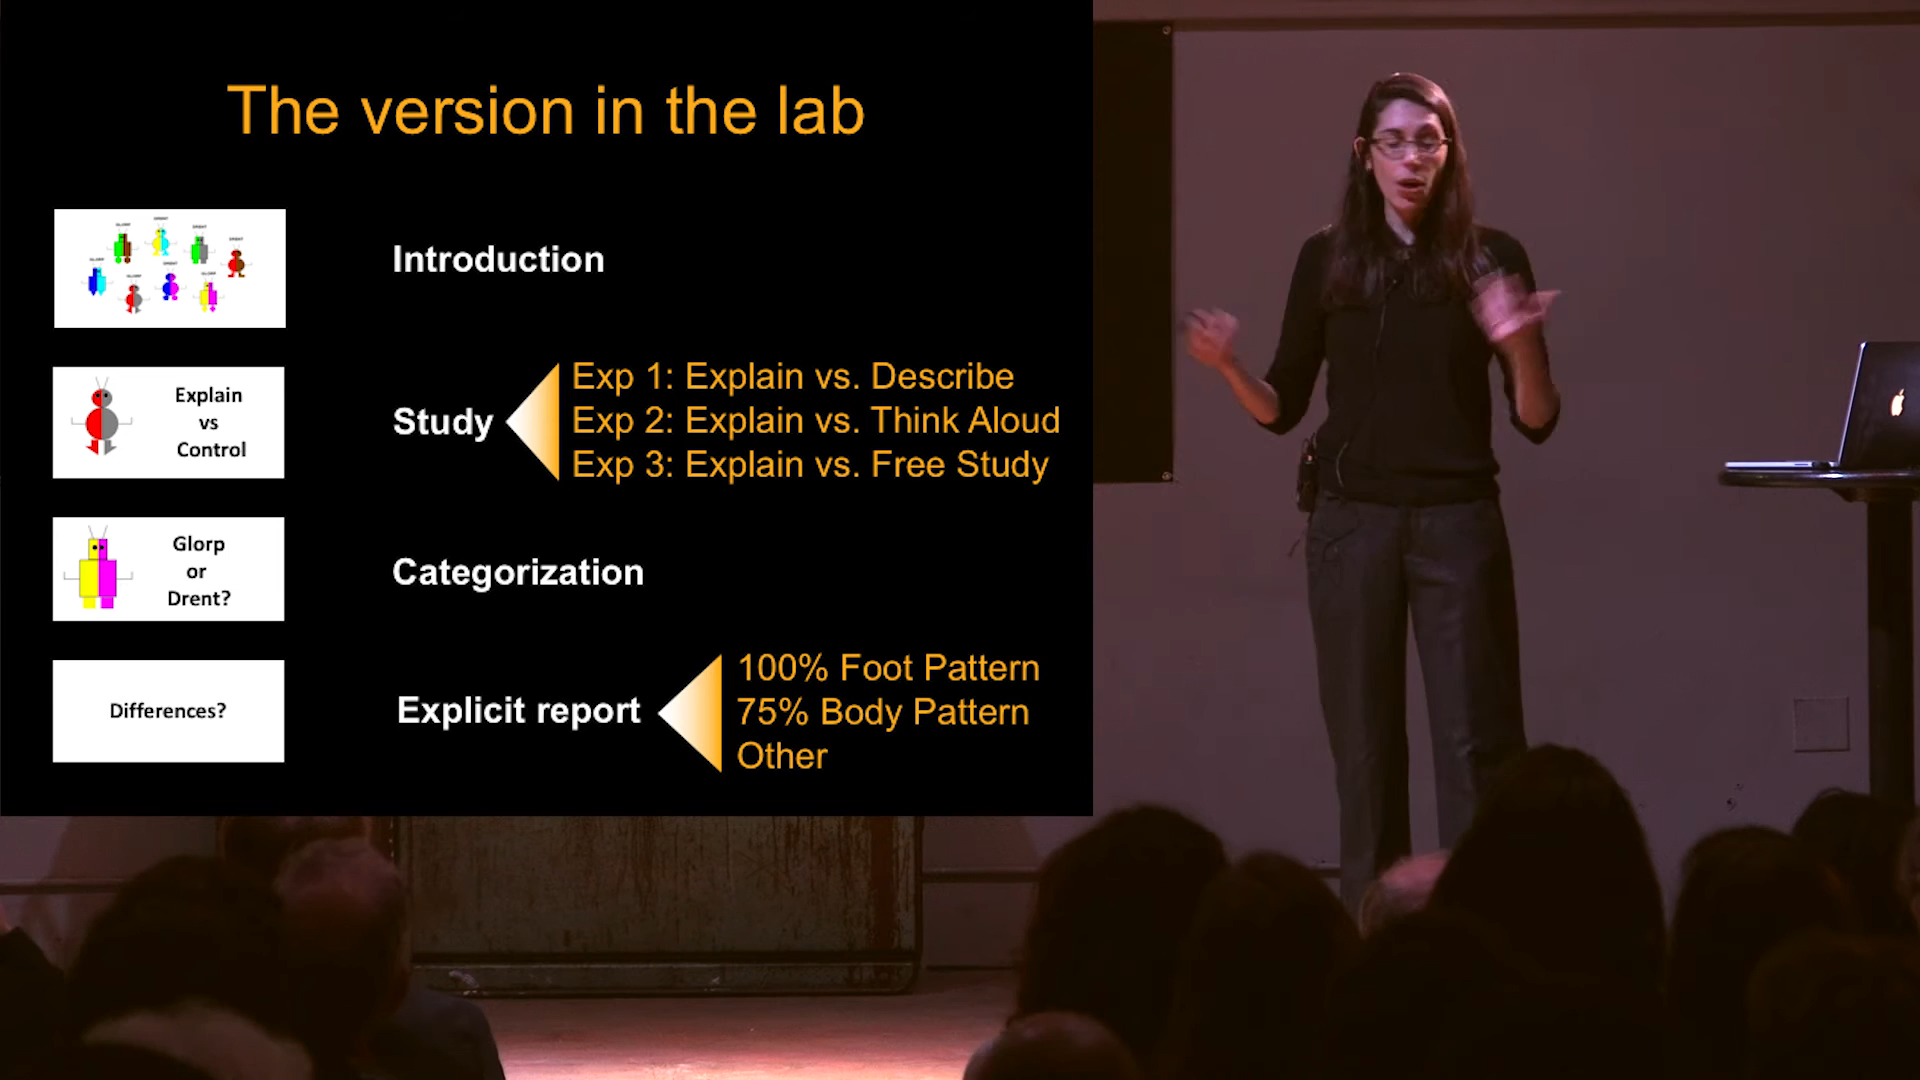 The version in the lab
Introduction
Explain
vs
Control
Study
Exp 1: Explain vs. Describe
Exp 2: Explain vs. Think Aloud
Exp 3: Explain vs. Free Study
Glorp
or
Drent?
Categorization
Differences?
Explicit report
100% Foot Pattern
75% Body Pattern
Other